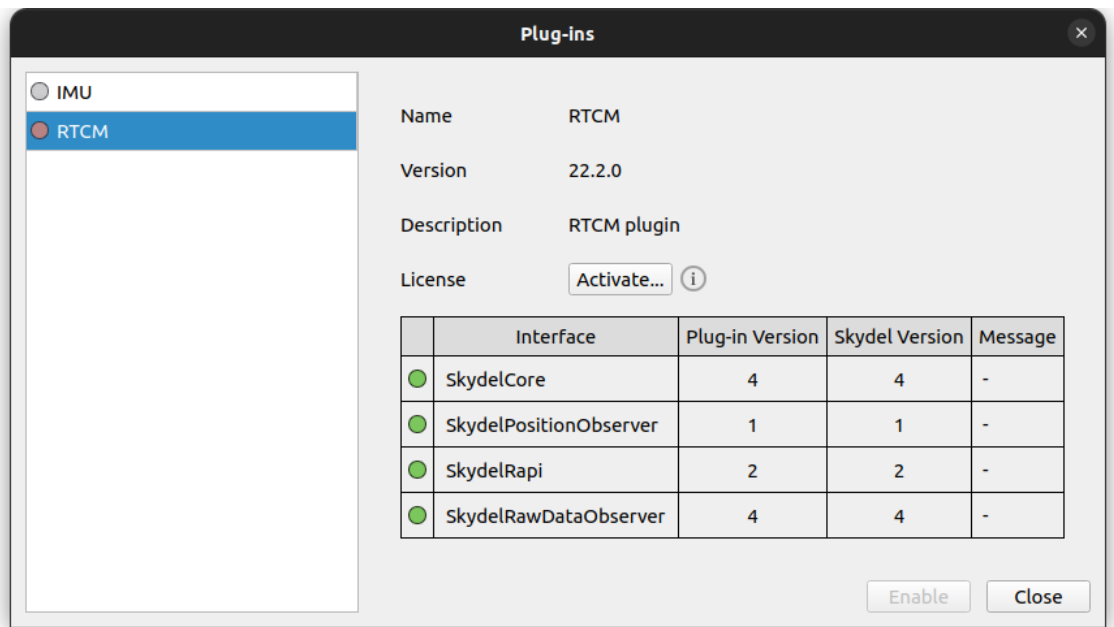 Plug-ins
IMU
RTCM
Name RTCM
Version 22.2.0
Description RTCM plugin
License Activate... i
Interface Plug-in Version Skydel Version Message
SkydelCore 4 4 -
SkydelPositionObserver 1 1 -
SkydelRapi 2 2 -
SkydelRawDataObserver 4 4 -
Enable Close